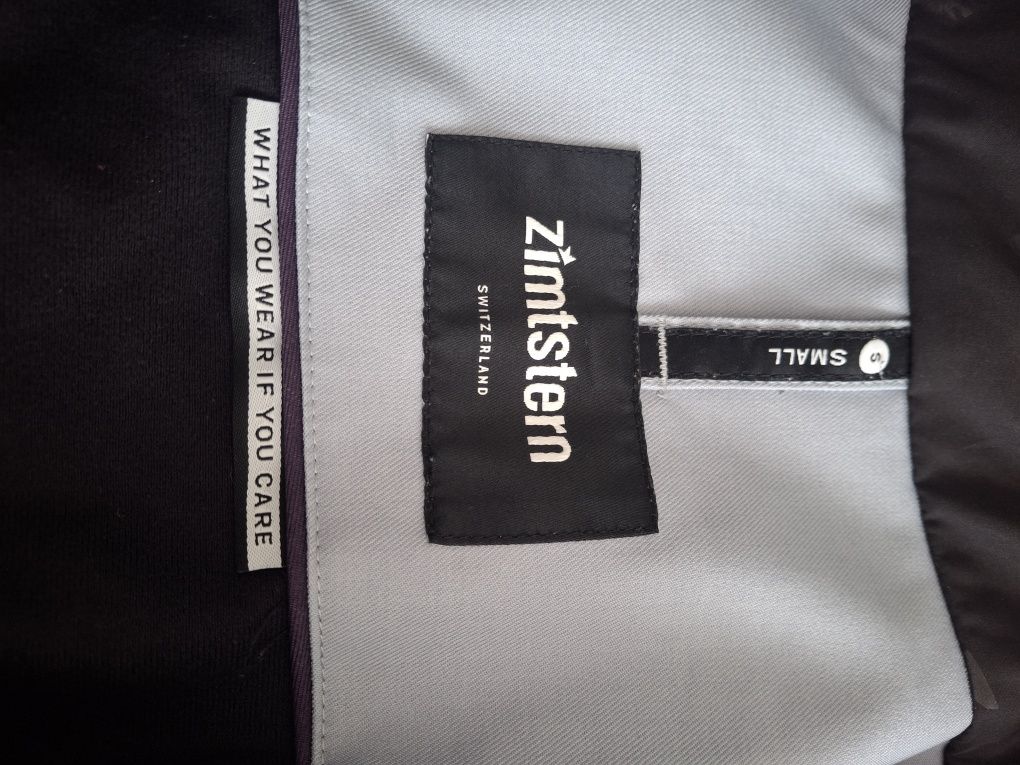 zimtstern
SWITZERLAND
S SMALL
WHAT YOU WEAR IF YOU CARE